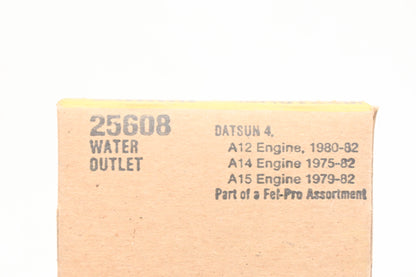 25608
WATER
OUTLET
DATSUN 4,
A12 Engine, 1980-82
A14 Engine 1975-82
A15 Engine 1979-82
Part of a Fel-Pro Assortment